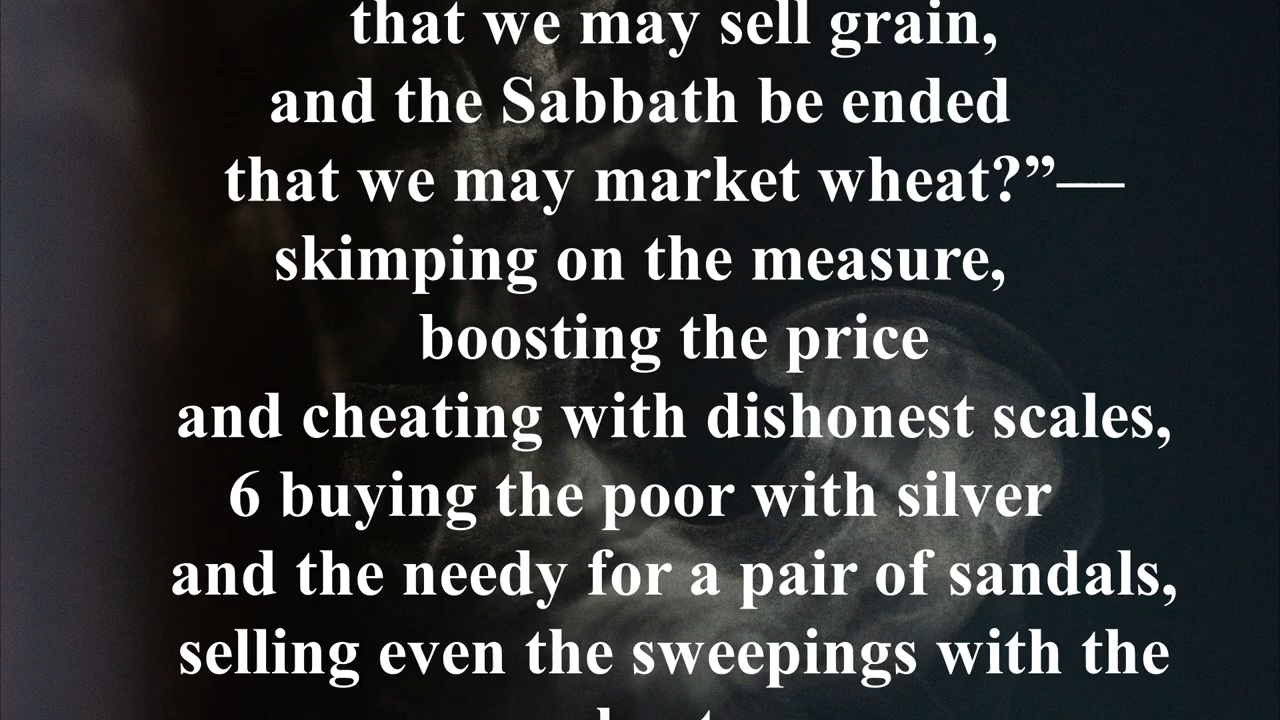 that we may sell grain,
and the Sabbath be ended
that we may market wheat?”—
skimping on the measure,
boosting the price
and cheating with dishonest scales,
6 buying the poor with silver
and the needy for a pair of sandals,
selling even the sweepings with the